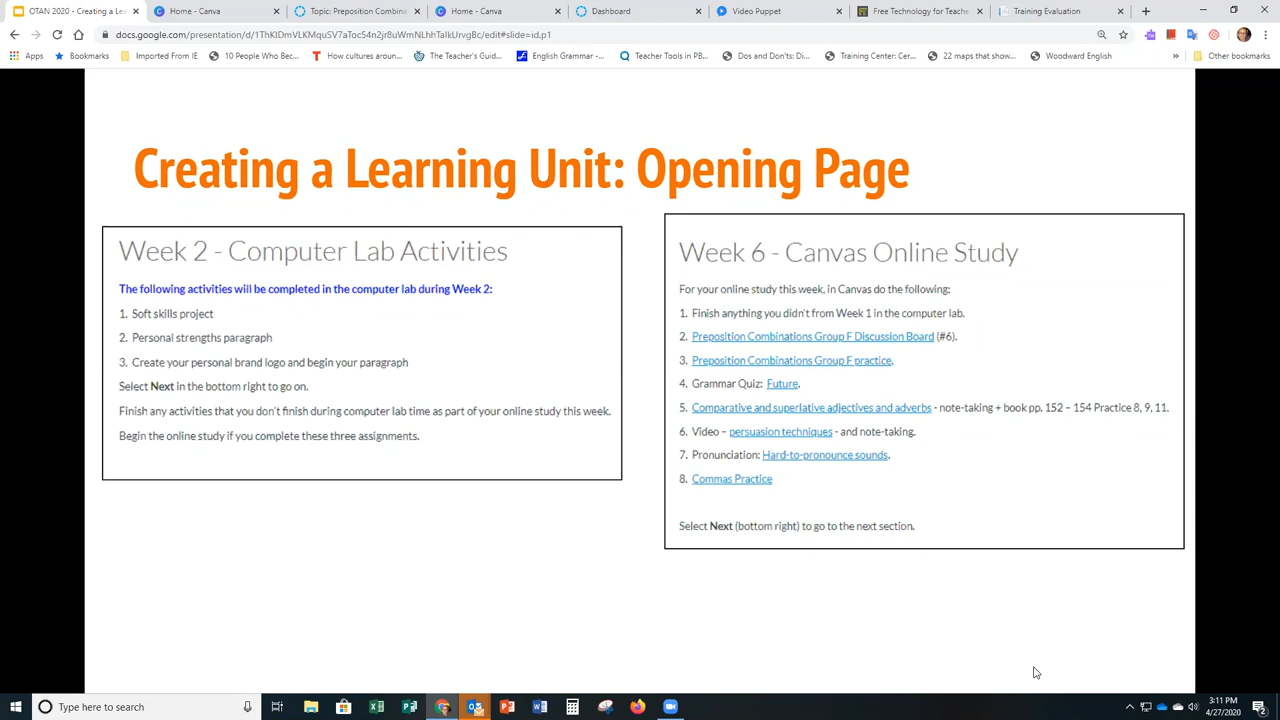 OTAN 2020 - Creating a Lea
Home - Canva
Topic: Preposition Combina
Home - Canva
Dashboard
Video Puppet
Free Technology for Teache
Training Evaluation
docs.google.com/presentation/d/1ThKlDmVLKMquSV7aToc54n2jr8uWmNLhhTaIkUrvgBc/edit#slide=id.p1
Apps
Bookmarks
Imported From IE
10 People Who Bec...
How cultures aroun...
The Teacher's Guid...
English Grammar -...
Teacher Tools in PB...
Dos and Don'ts: Di...
Training Center: Cer...
22 maps that show...
Woodward English
»
Other bookmarks
Creating a Learning Unit: Opening Page
Week 2 - Computer Lab Activities
The following activities will be completed in the computer lab during Week 2:
1. Soft skills project
2. Personal strengths paragraph
3. Create your personal brand logo and begin your paragraph
Select Next in the bottom right to go on.
Finish any activities that you don't finish during computer lab time as part of your online study this week.
Begin the online study if you complete these three assignments.
Week 6 - Canvas Online Study
For your online study this week, in Canvas do the following:
1. Finish anything you didn't from Week 1 in the computer lab.
2. Preposition Combinations Group F Discussion Board (#6).
3. Preposition Combinations Group F practice.
4. Grammar Quiz: Future.
5. Comparative and superlative adjectives and adverbs - note-taking + book pp. 152 – 154 Practice 8, 9, 11.
6. Video – persuasion techniques - and note-taking.
7. Pronunciation: Hard-to-pronounce sounds.
8. Commas Practice
Select Next (bottom right) to go to the next section.
Type here to search
3:11 PM
4/27/2020
2